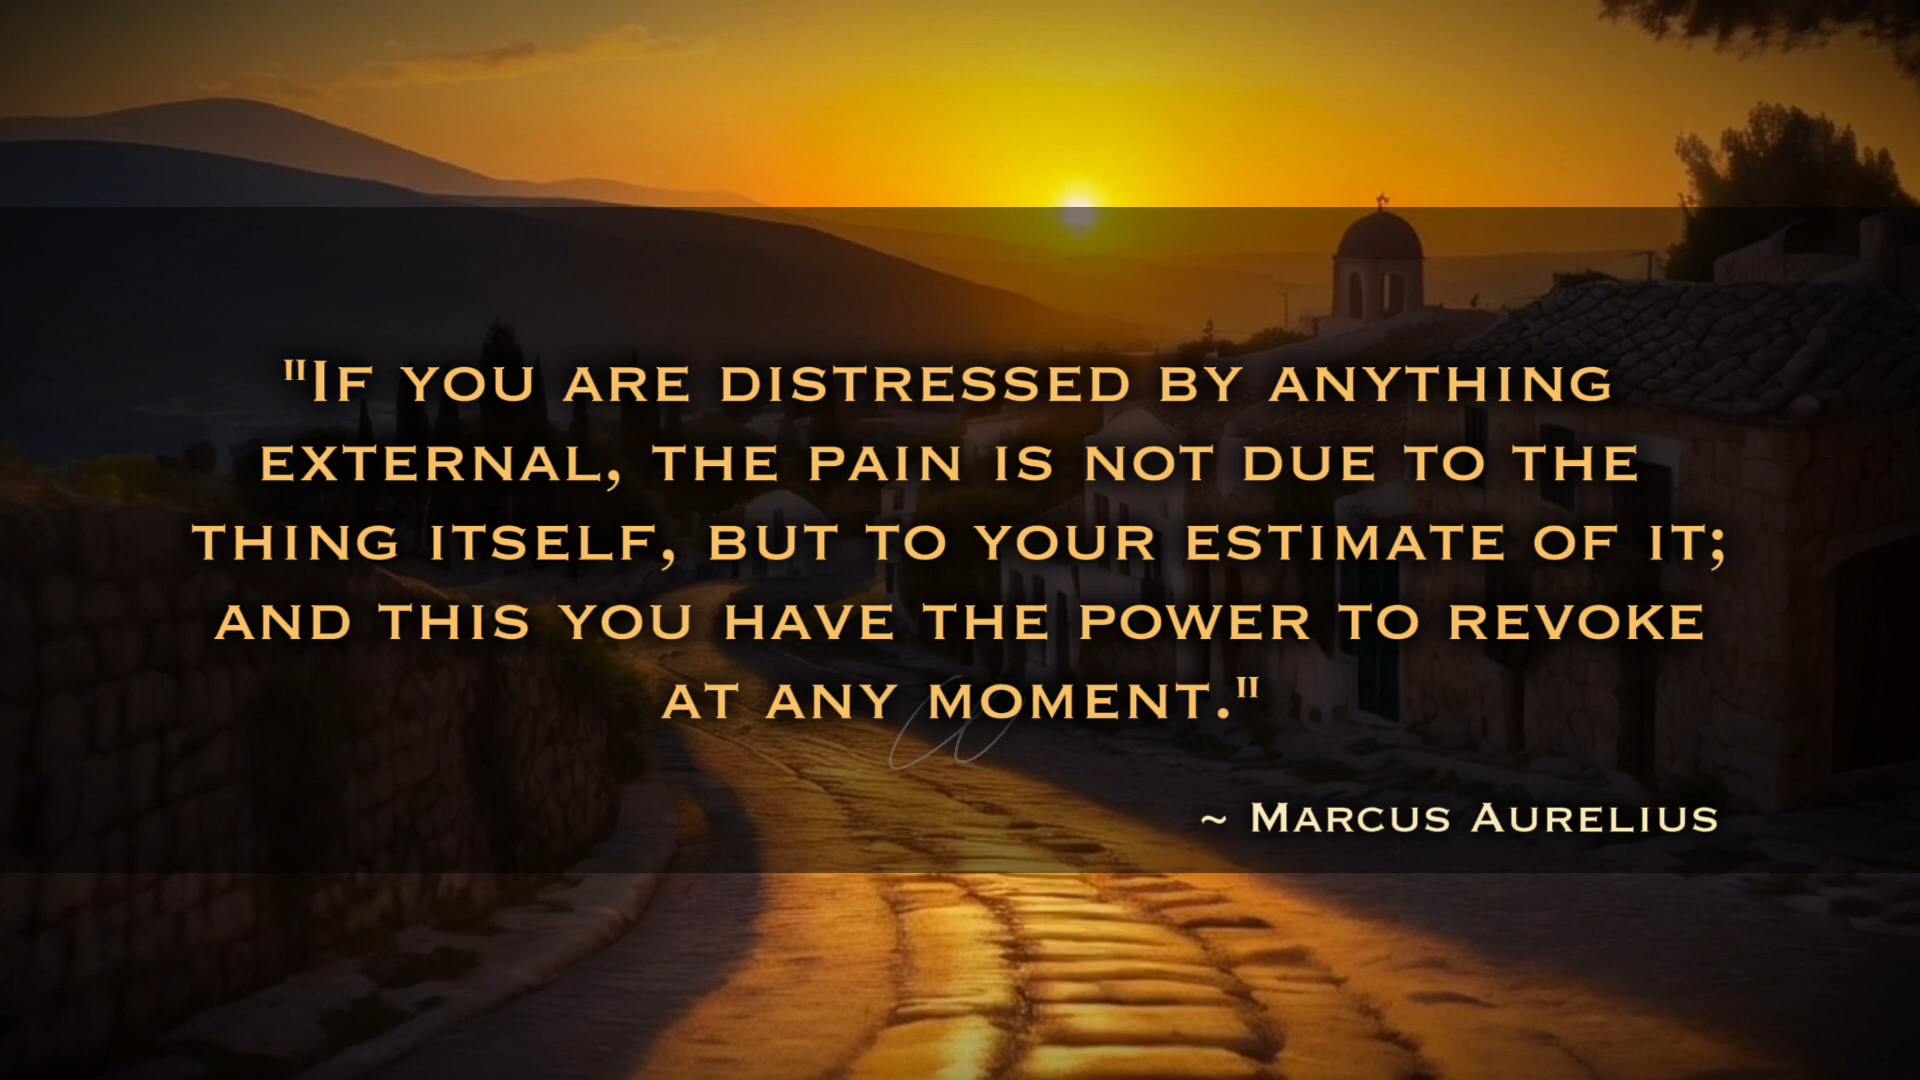 "If you are distressed by anything
external, the pain is not due to the
thing itself, but to your estimate of it;
and this you have the power to revoke
at any moment."
~ Marcus Aurelius